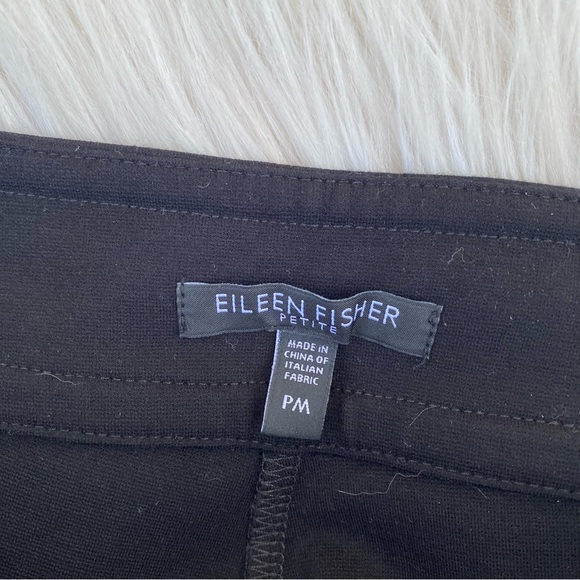 EILEEN FISHER
PETITE
MADE IN
CHINA OF
ITALIAN
FABRIC
PM